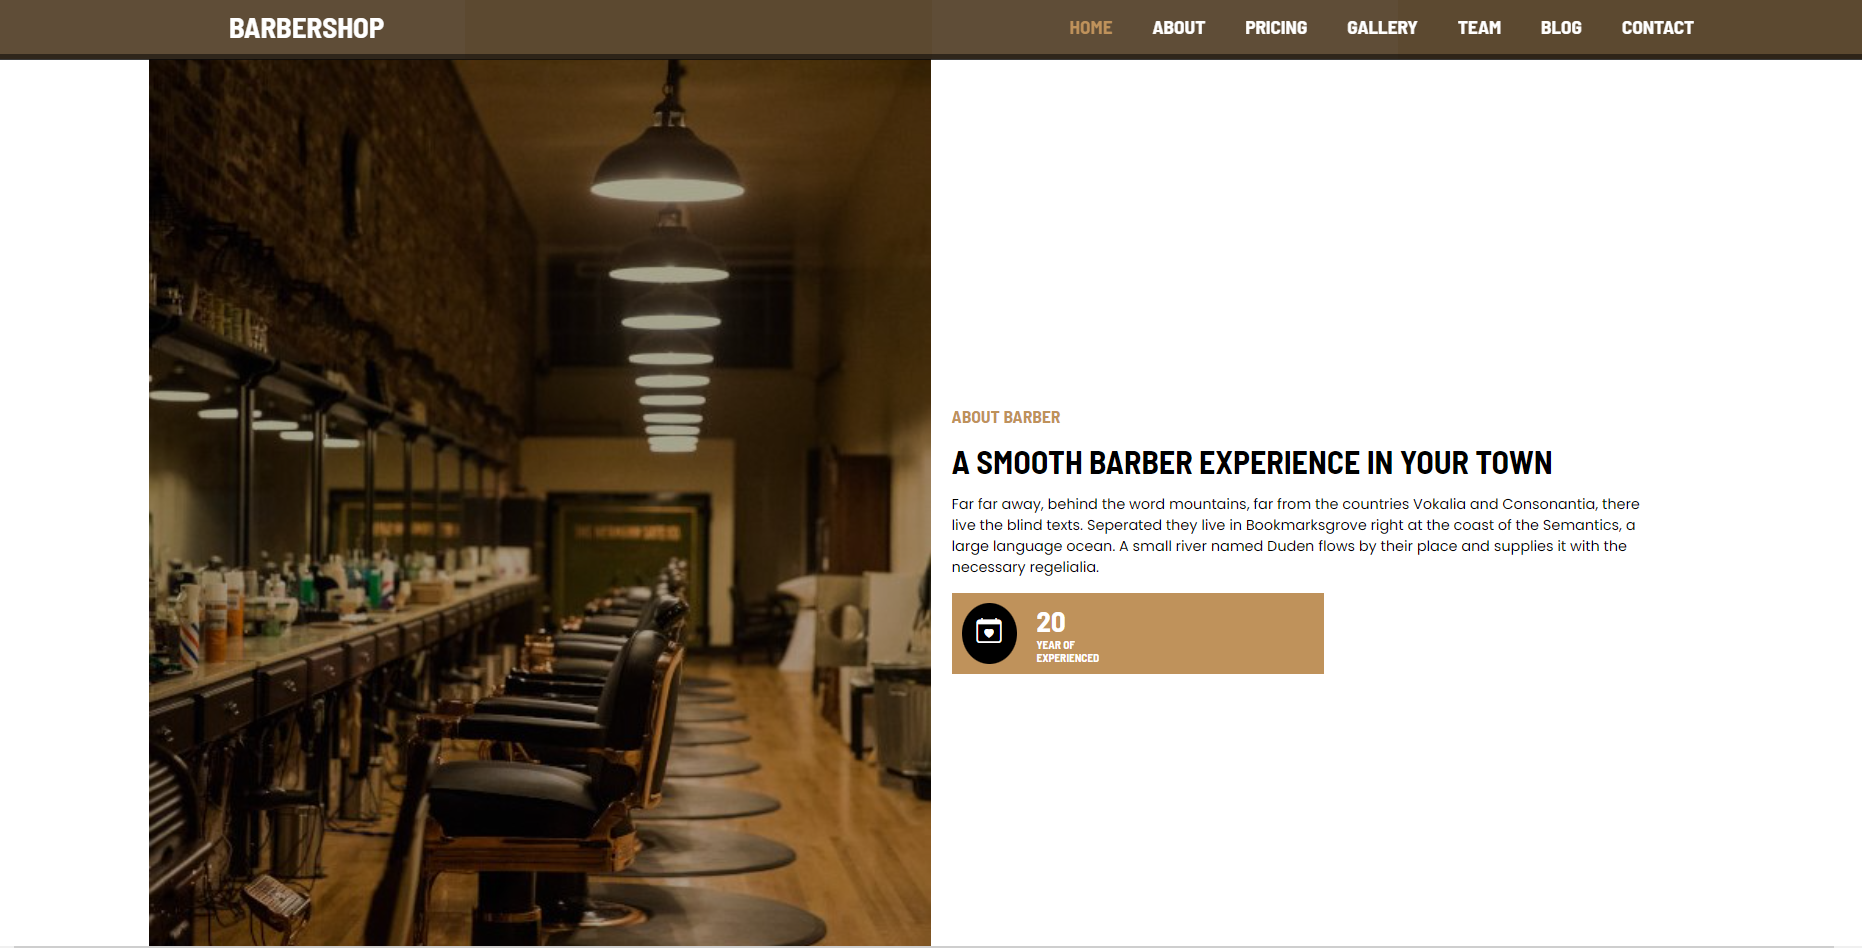 BARBERSHOP
HOME ABOUT PRICING GALLERY TEAM BLOG CONTACT
ABOUT BARBER
A SMOOTH BARBER EXPERIENCE IN YOUR TOWN
Far far away, behind the word mountains, far from the countries Vokalia and Consonantia, there
live the blind texts. Seperated they live in Bookmarksgrove right at the coast of the Semantics, a
large language ocean. A small river named Duden flows by their place and supplies it with the
necessary regelialia.
20
YEAR OF
EXPERIENCED